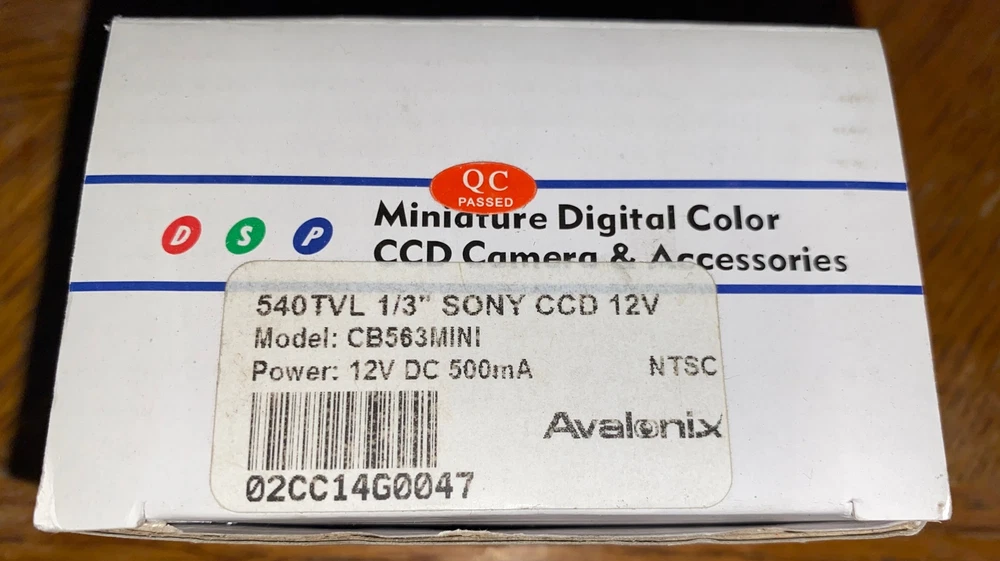 QC
PASSED
D S P
Miniature Digital Color
CCD Camera & Accessories
540TVL 1/3" SONY CCD 12V
Model: CB563MINI
Power: 12V DC 500mA
NTSC
Avalonix
02CC14G0047